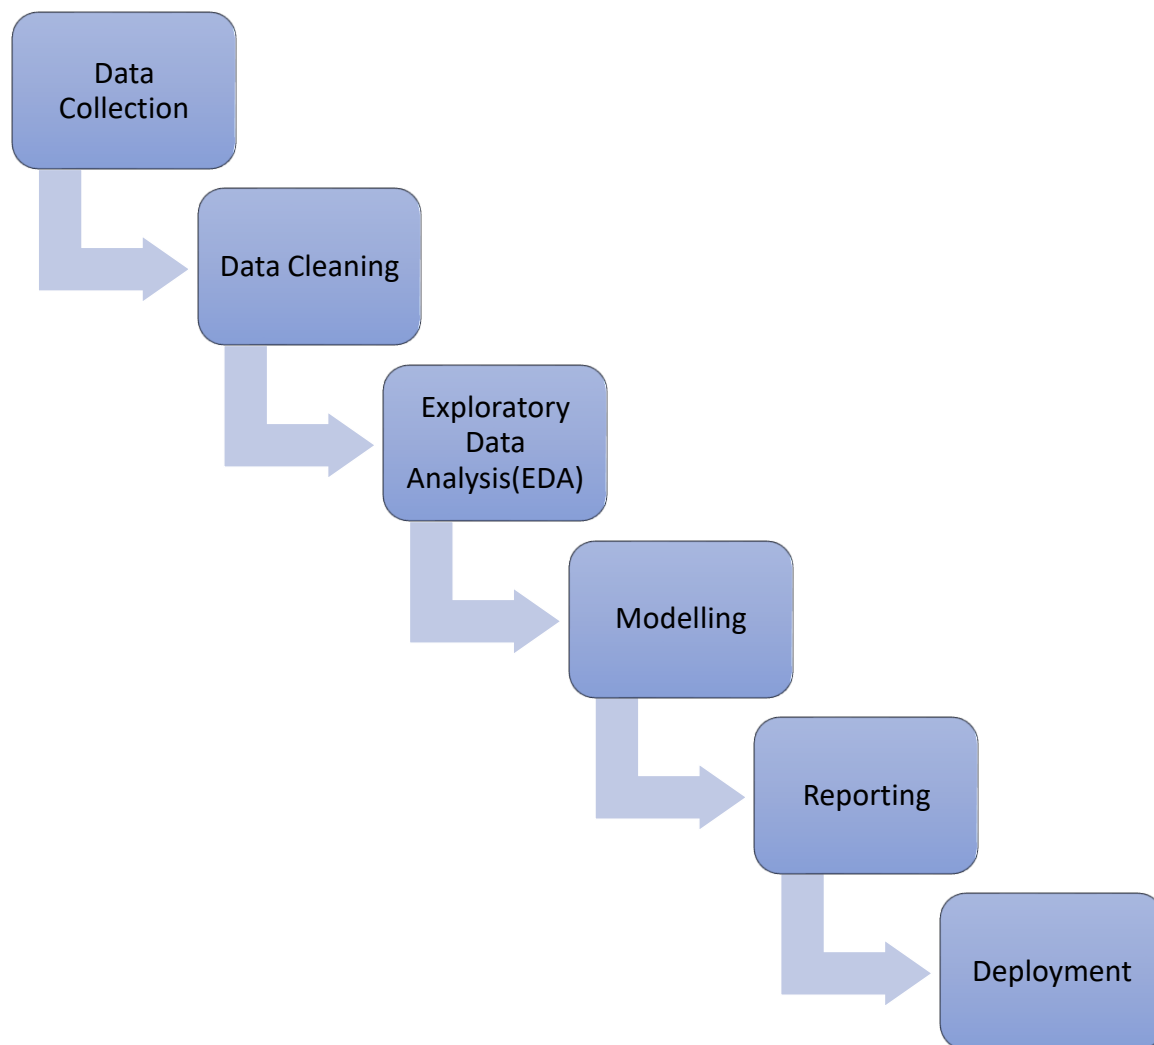 Data
Collection
Data Cleaning
Exploratory
Data
Analysis(EDA)
Modelling
Reporting
Deployment